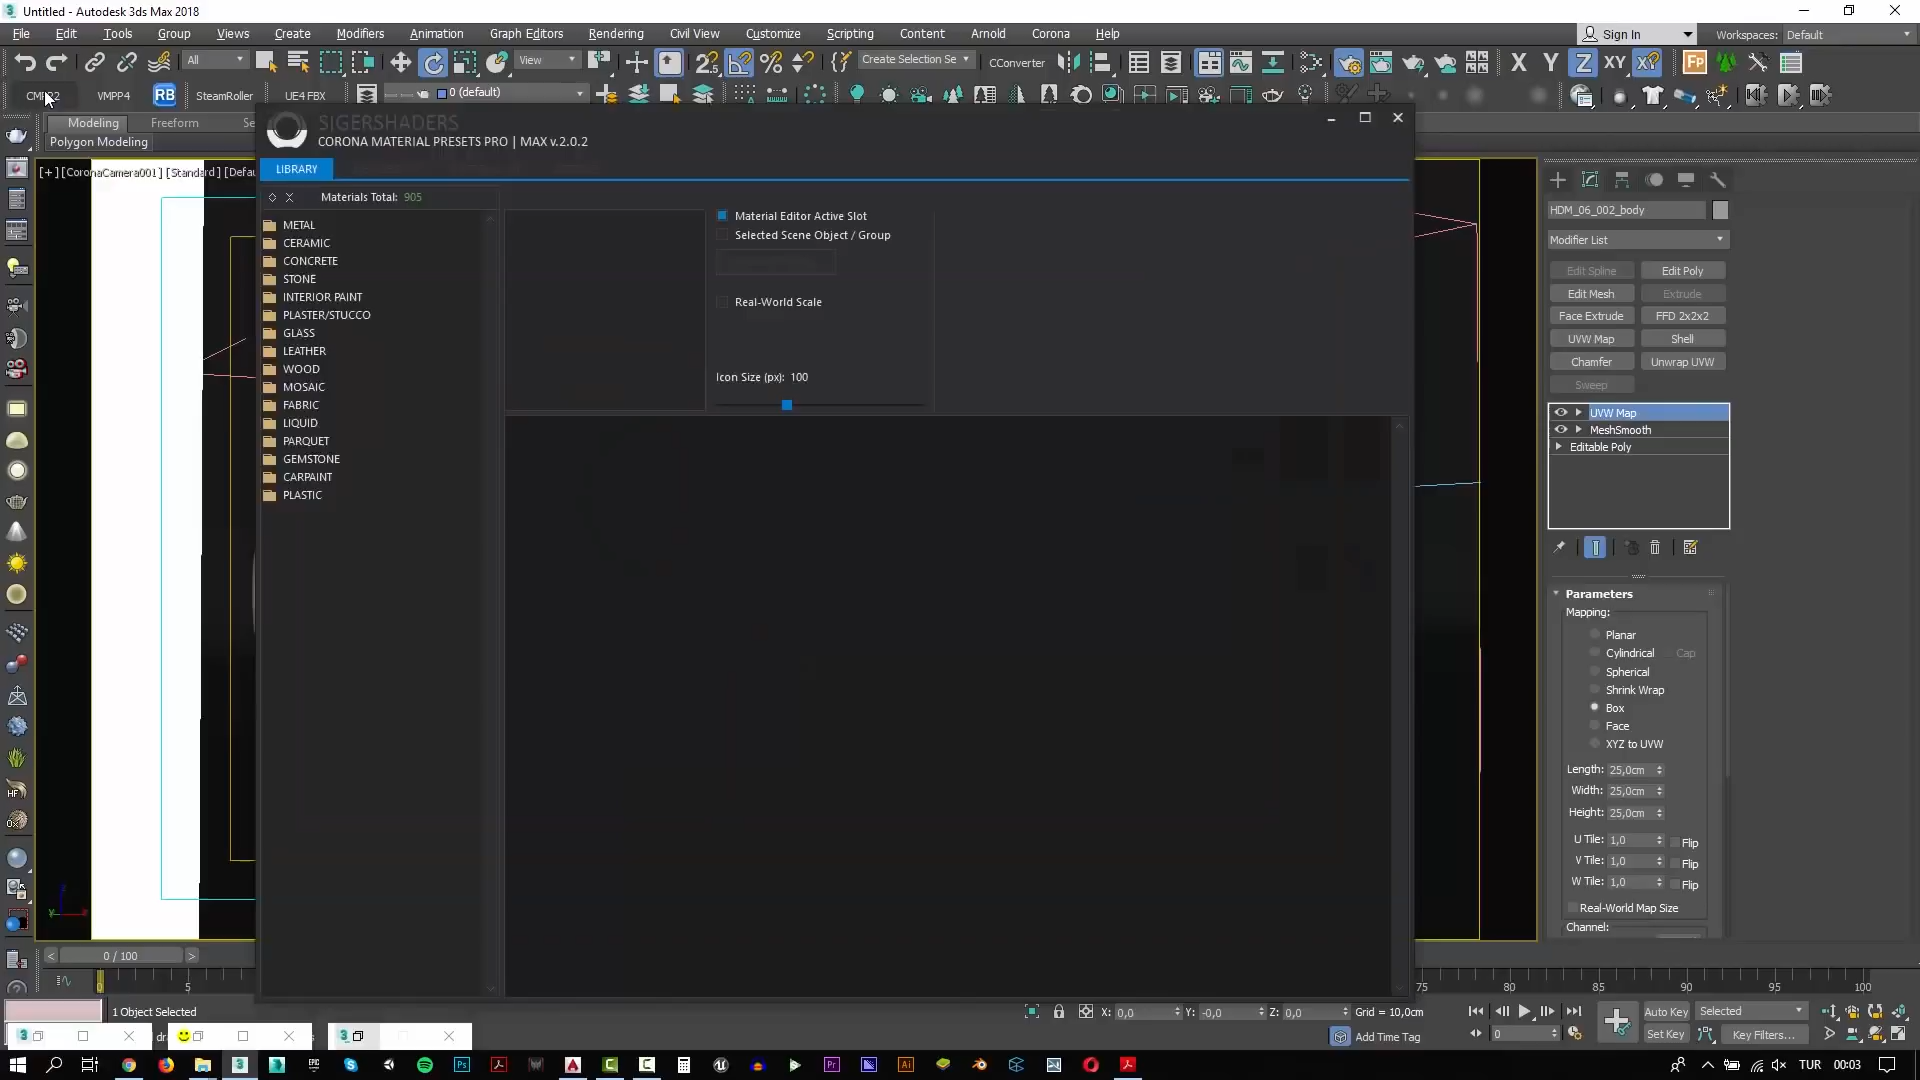 Untitled - Autodesk 3ds Max 2018
File Edit Tools Group Views Create Modifiers Animation Graph Editors Rendering Civil View Customize Scripting Content Arnold Corona Help
Sign In Workspaces: Default
All View Create Selection Se CConverter X Y Z XY
VMPP4 RB SteamRoller UE4 FBX 0 (default)
Modeling Freeform Se
Polygon Modeling
SIGERSHADERS
CORONA MATERIAL PRESETS PRO | MAX v.2.0.2
LIBRARY
Materials Total: 905
METAL
CERAMIC
CONCRETE
STONE
INTERIOR PAINT
PLASTER/STUCCO
GLASS
LEATHER
WOOD
MOSAIC
FABRIC
LIQUID
PARQUET
GEMSTONE
CARPAINT
PLASTIC
Material Editor Active Slot
Selected Scene Object / Group
Real-World Scale
Icon Size (px): 100
[+] [CoronaCamera001] [Standard] [Defau
HDM_06_002_body
Modifier List
Edit Spline Edit Poly
Edit Mesh Extrude
Face Extrude FFD 2x2x2
UVW Map Shell
Chamfer Unwrap UVW
Sweep
UVW Map
MeshSmooth
Editable Poly
Parameters
Mapping:
Planar
Cylindrical Cap
Spherical
Shrink Wrap
Box
Face
XYZ to UVW
Length: 25,0cm
Width: 25,0cm
Height: 25,0cm
U Tile: 1,0 Flip
V Tile: 1,0 Flip
W Tile: 1,0 Flip
Real-World Map Size
Channel:
< 0 / 100 >
0 5 75 80 85 90 95 100
1 Object Selected
X: 0,0 Y: -0,0 Z: 0,0 Grid = 10,0cm
Add Time Tag
Auto Key Selected
Set Key Key Filters...
0
TUR 00:03